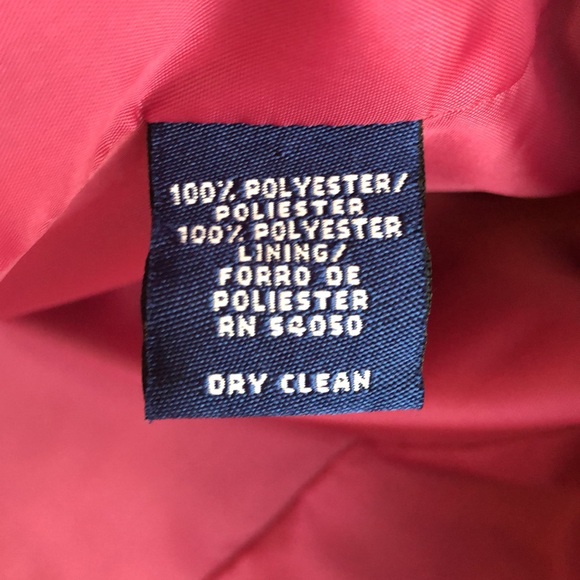 100% POLYESTER/
POLIESTER
100% POLYESTER
LINING/
FORRO DE
POLIESTER
RN 54050
DRY CLEAN